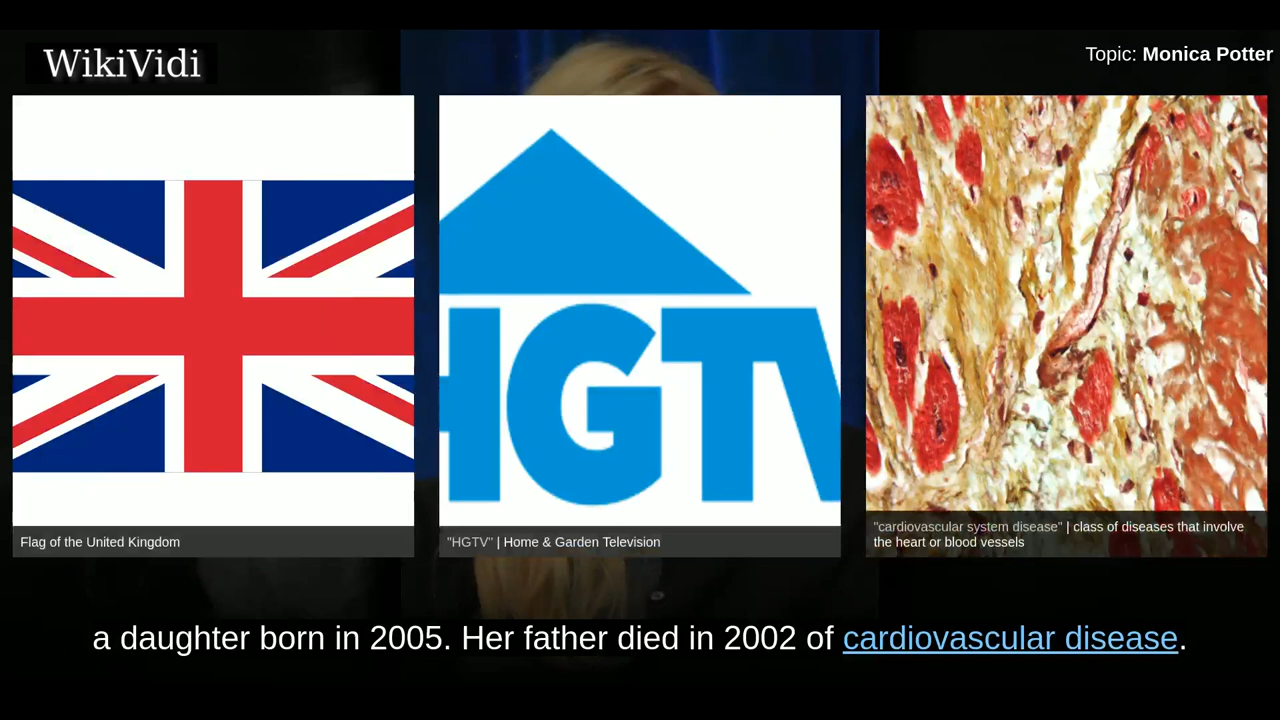 WikiVidi
Topic: Monica Potter
HGTV
Flag of the United Kingdom
"HGTV" | Home & Garden Television
"cardiovascular system disease" | class of diseases that involve
the heart or blood vessels
a daughter born in 2005. Her father died in 2002 of cardiovascular disease.